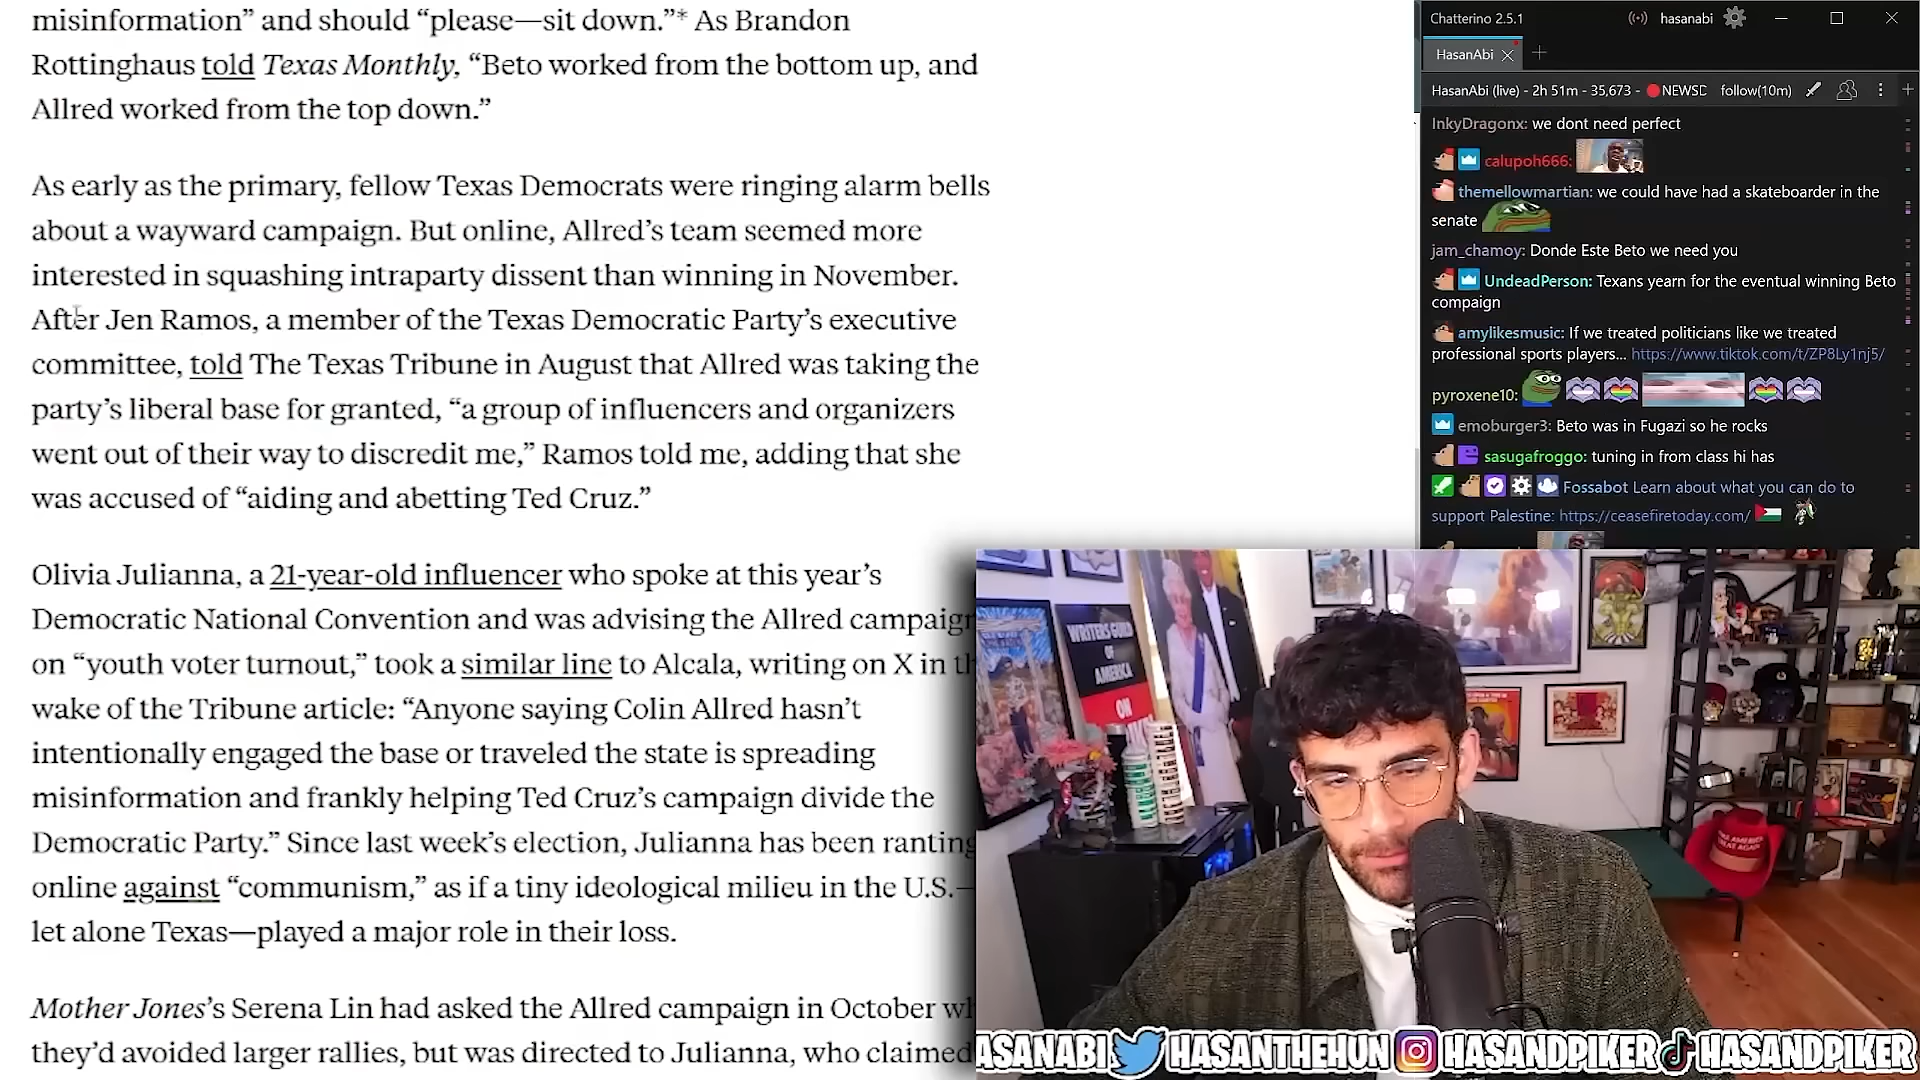 misinformation” and should “please—sit down.”* As Brandon
Rottinghaus told Texas Monthly, “Beto worked from the bottom up, and
Allred worked from the top down.”
As early as the primary, fellow Texas Democrats were ringing alarm bells
about a wayward campaign. But online, Allred’s team seemed more
interested in squashing intraparty dissent than winning in November.
After Jen Ramos, a member of the Texas Democratic Party’s executive
committee, told The Texas Tribune in August that Allred was taking the
party’s liberal base for granted, “a group of influencers and organizers
went out of their way to discredit me,” Ramos told me, adding that she
was accused of “aiding and abetting Ted Cruz.”
Olivia Julianna, a 21-year-old influencer who spoke at this year’s
Democratic National Convention and was advising the Allred campaign
on “youth voter turnout,” took a similar line to Alcala, writing on X in th
wake of the Tribune article: “Anyone saying Colin Allred hasn’t
intentionally engaged the base or traveled the state is spreading
misinformation and frankly helping Ted Cruz’s campaign divide the
Democratic Party.” Since last week’s election, Julianna has been ranting
online against “communism,” as if a tiny ideological milieu in the U.S.—
let alone Texas—played a major role in their loss.
Mother Jones’s Serena Lin had asked the Allred campaign in October wh
they’d avoided larger rallies, but was directed to Julianna, who claimed
Chatterino 2.5.1
hasanabi
HasanAbi
HasanAbi (live) - 2h 51m - 35,673 - NEWSD
follow(10m)
InkyDragonx: we dont need perfect
calupoh666:
themellowmartian: we could have had a skateboarder in the
senate
jam_chamoy: Donde Este Beto we need you
UndeadPerson: Texans yearn for the eventual winning Beto
compaign
amylikesmusic: If we treated politicians like we treated
professional sports players... https://www.tiktok.com/t/ZP8Ly1nj5/
pyroxene10:
emoburger3: Beto was in Fugazi so he rocks
sasugafroggo: tuning in from class hi has
Fossabot Learn about what you can do to
support Palestine: https://ceasefiretoday.com/
WRITERS GUILD
OF
AMERICA
ON
ASANABI HASANTHEHUN HASANDPIKER HASANDPIKER